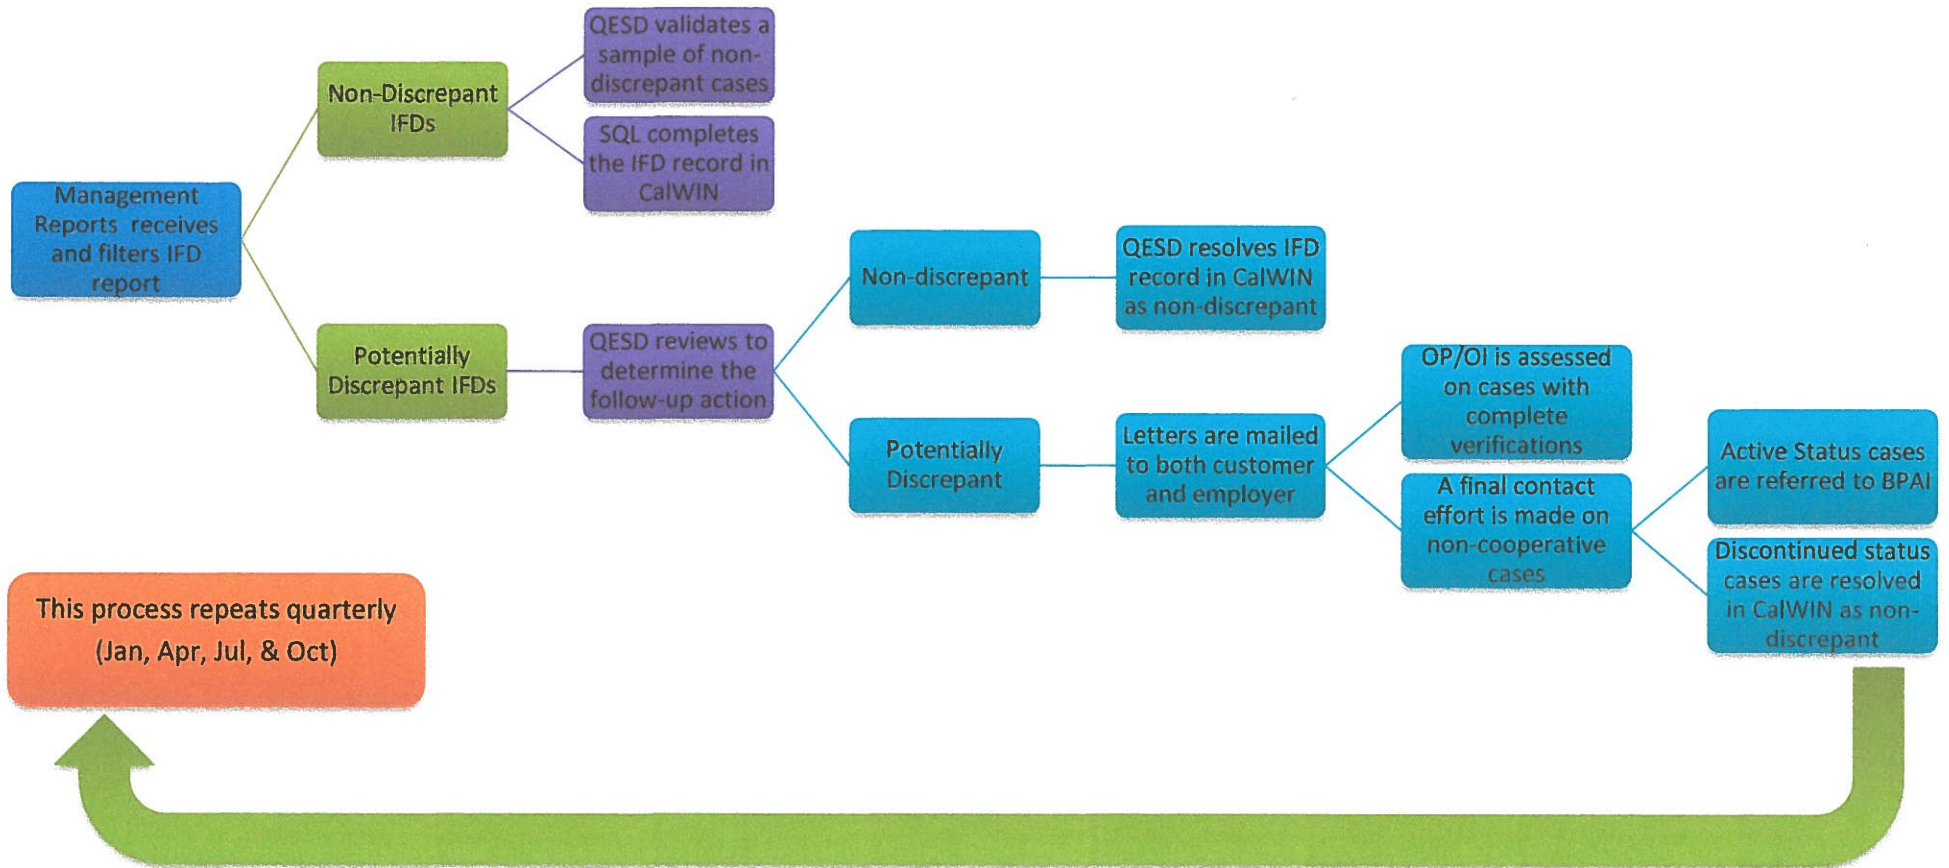 Management
Reports receives
and filters IFD
report
Non-Discrepant
IFDs
QESD validates a
sample of non-
discrepant cases
SQL completes
the IFD record in
CalWIN
Potentially
Discrepant IFDs
QESD reviews to
determine the
follow-up action
Non-discrepant
QESD resolves IFD
record in CalWIN
as non-discrepant
Potentially
Discrepant
Letters are mailed
to both customer
and employer
OP/OI is assessed
on cases with
complete
verifications
A final contact
effort is made on
non-cooperative
cases
Active Status cases
are referred to BPAI
Discontinued status
cases are resolved
in CalWIN as non-
discrepant
This process repeats quarterly
(Jan, Apr, Jul, & Oct)